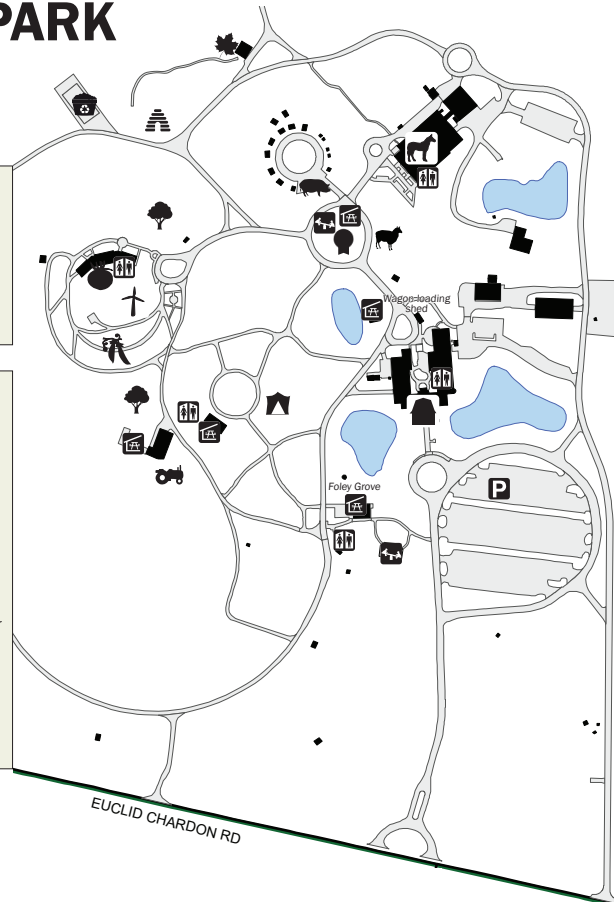 PARK
Wagon-loading
shed
Foley Grove
P
EUCLID CHARDON RD